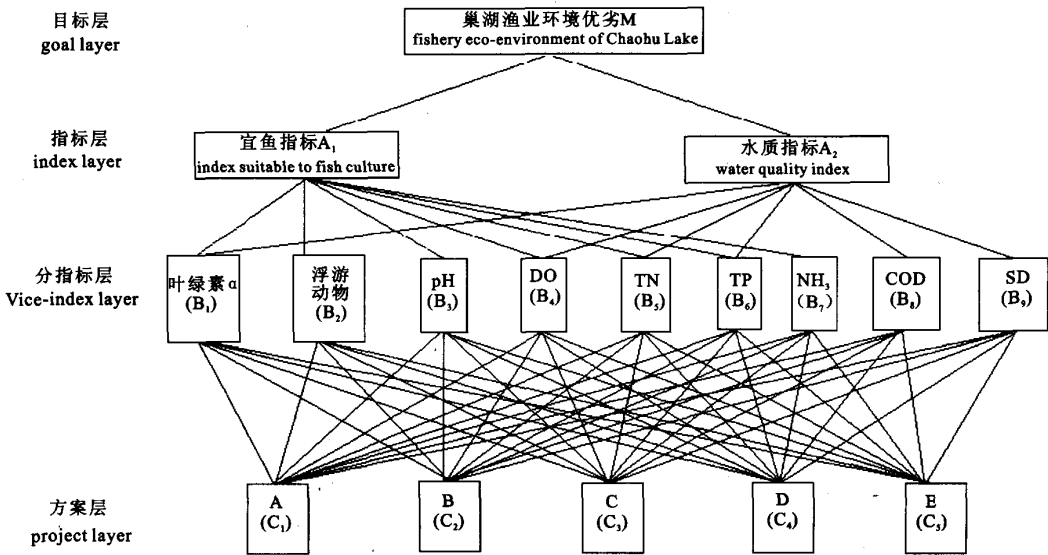 目标层
goal layer
巢湖渔业环境优劣M
fishery eco-environment of Chaohu Lake
指标层
index layer
宜鱼指标A₁
index suitable to fish culture
水质指标A₂
water quality index
分指标层
Vice-index layer
叶绿素α
(B₁)
浮游
动物
(B₂)
pH
(B₃)
DO
(B₄)
TN
(B₅)
TP
(B₆)
NH₃
(B₇)
COD
(B₈)
SD
(B₉)
方案层
project layer
A
(C₁)
B
(C₂)
C
(C₃)
D
(C₄)
E
(C₅)